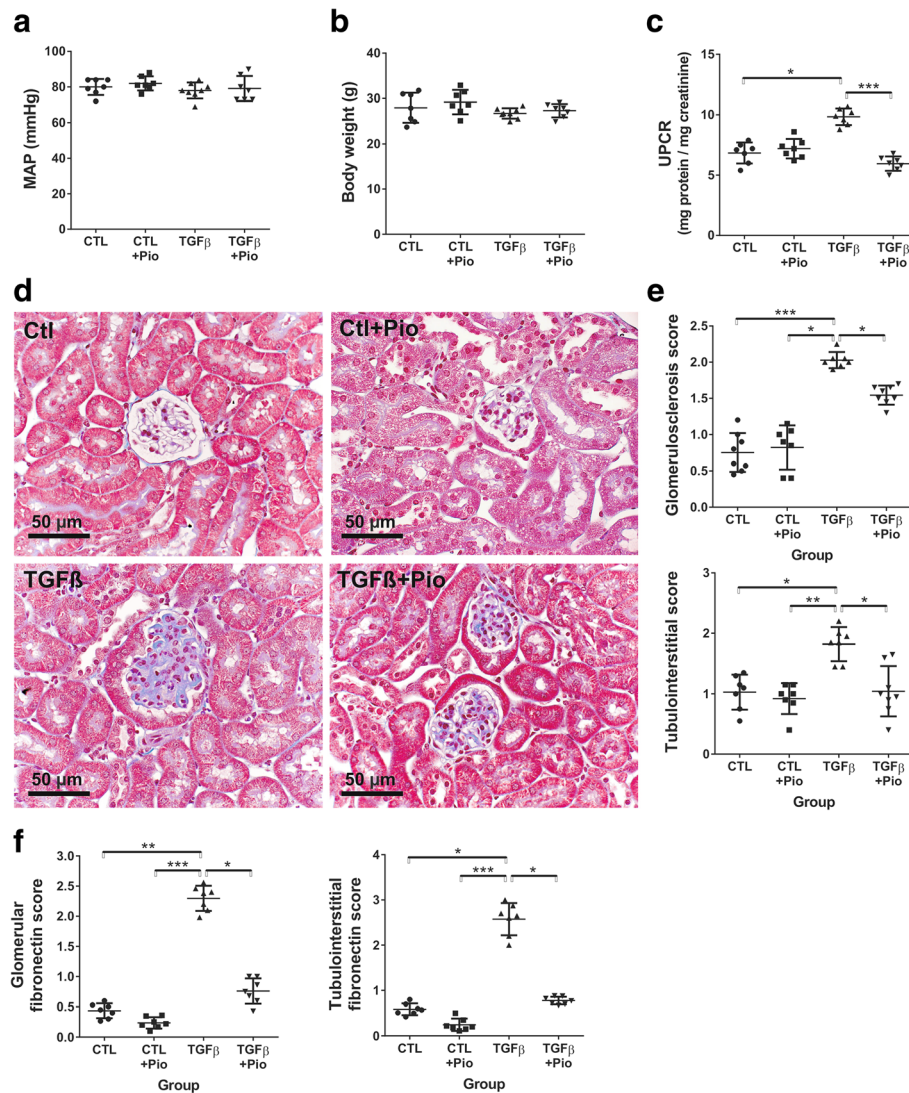 a
MAP (mmHg)
100
80
60
40
20
0
CTL
CTL
+Pio
TGFβ
TGFβ
+Pio
b
Body weight (g)
40
30
20
10
0
CTL
CTL
+Pio
TGFβ
TGFβ
+Pio
c
UPCR
(mg protein / mg creatinine)
15
10
5
0
*
***
CTL
CTL
+Pio
TGFβ
TGFβ
+Pio
d
Ctl
50 µm
Ctl+Pio
50 µm
TGFß
50 µm
TGFß+Pio
50 µm
e
Glomerulosclerosis score
2.5
2.0
1.5
1.0
0.5
0.0
***
*
*
CTL
CTL
+Pio
TGFβ
TGFβ
+Pio
Group
Tubulointerstitial score
3
2
1
0
*
**
*
CTL
CTL
+Pio
TGFβ
TGFβ
+Pio
Group
f
Glomerular
fibronectin score
3.0
2.5
2.0
1.5
1.0
0.5
0.0
**
***
*
CTL
CTL
+Pio
TGFβ
TGFβ
+Pio
Group
Tubulointerstitial
fibronectin score
4
3
2
1
0
*
***
*
CTL
CTL
+Pio
TGFβ
TGFβ
+Pio
Group